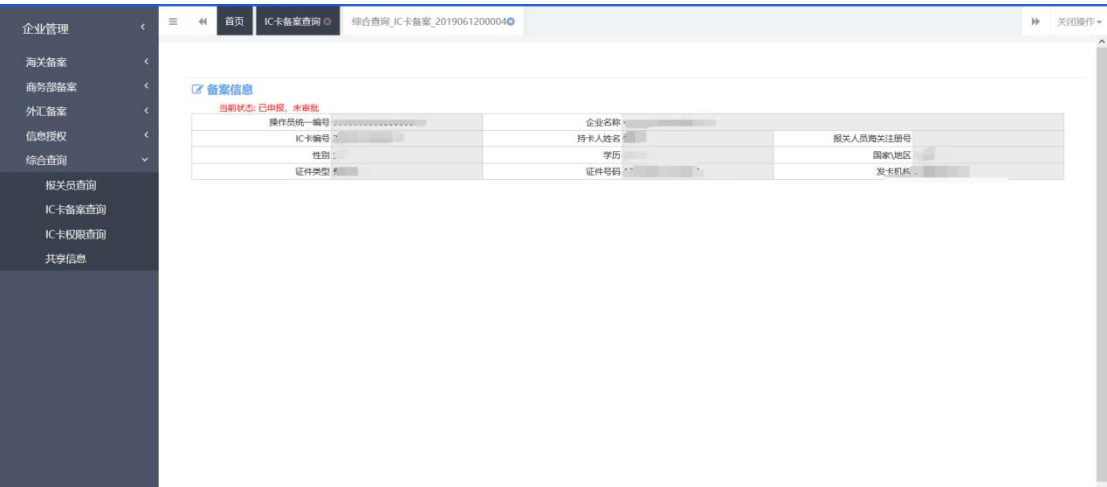 企业管理
首页 IC卡备案查询 综合查询_IC卡备案_2019061200004 关闭操作
海关备案
商务部备案
外汇备案
信息授权
综合查询
报关员查询
IC卡备案查询
IC卡权限查询
共享信息
备案信息
当前状态: 已申报，未审批
操作员统一编号 企业名称
IC卡编号 持卡人姓名 报关人员海关注册号
性别 学历 国家\地区
证件类型 证件号码 发卡机构